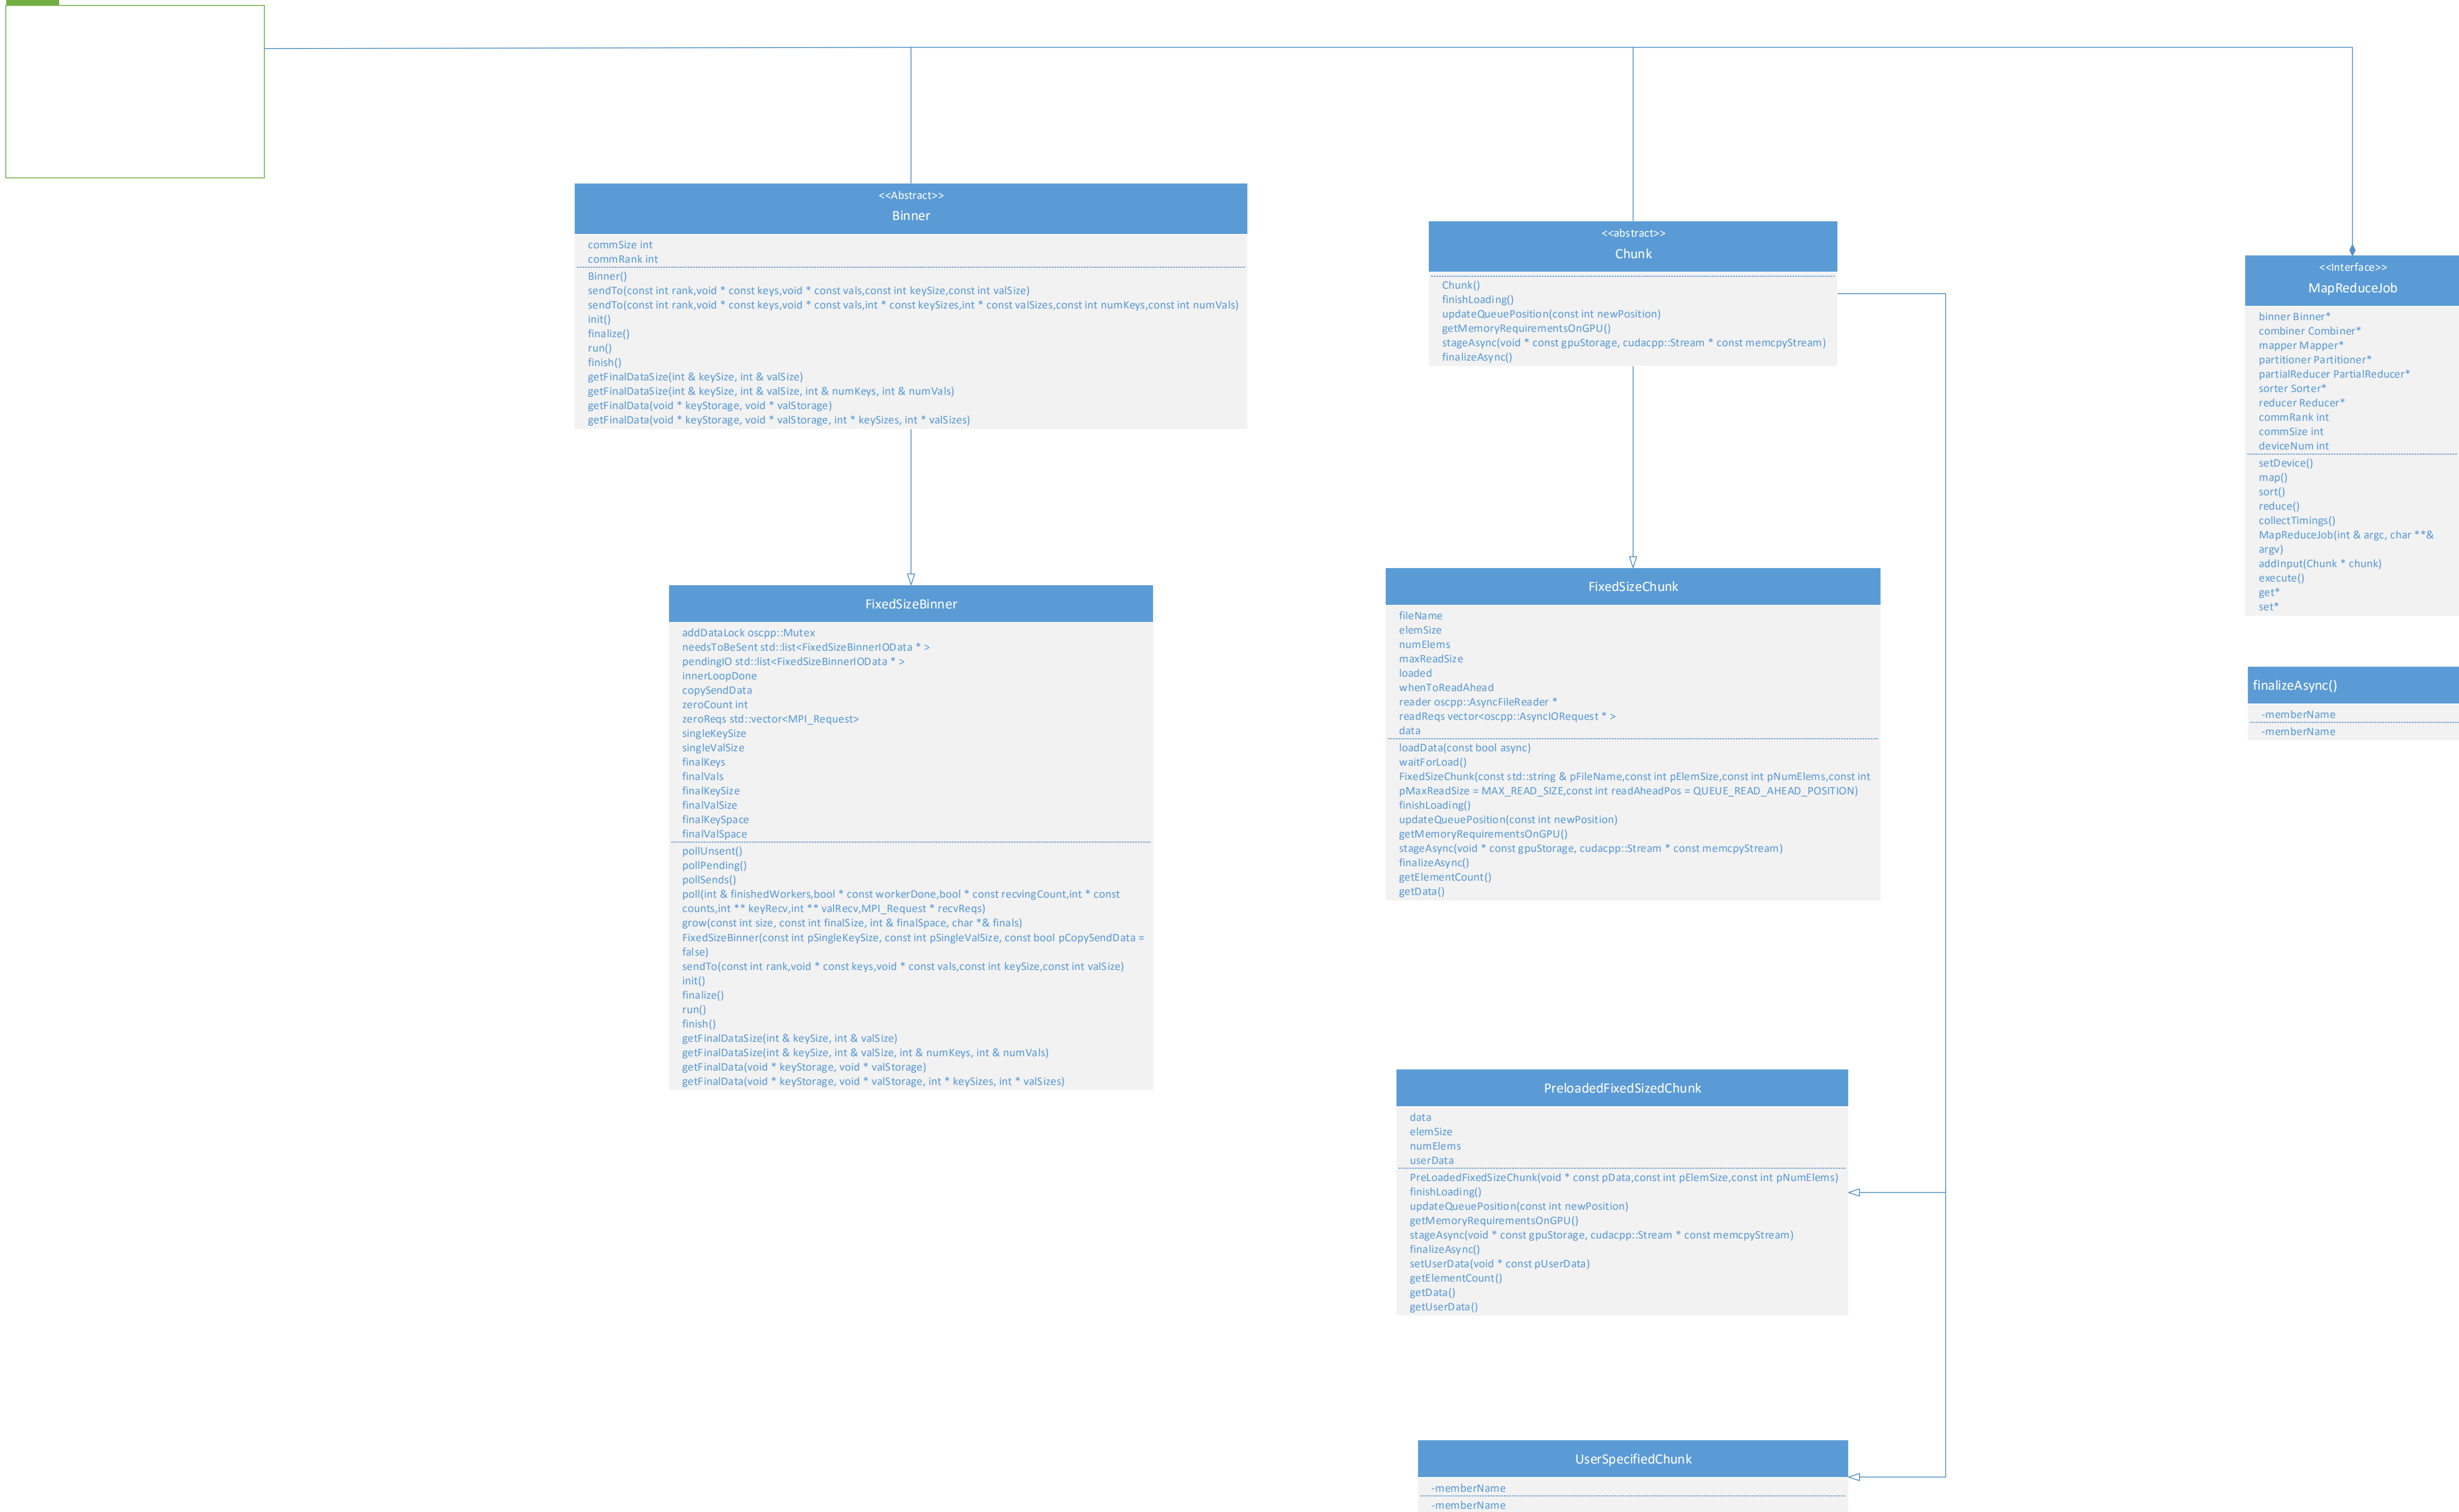 <<Abstract>>
Binner
commSize int
commRank int
Binner()
sendTo(const int rank,void * const keys,void * const vals,const int keySize,const int valSize)
sendTo(const int rank,void * const keys,void * const vals,int * const keySizes,int * const valSizes,const int numKeys,const int numVals)
init()
finalize()
run()
finish()
getFinalDataSize(int & keySize, int & valSize)
getFinalDataSize(int & keySize, int & valSize, int & numKeys, int & numVals)
getFinalData(void * keyStorage, void * valStorage)
getFinalData(void * keyStorage, void * valStorage, int * keySizes, int * valSizes)
<<abstract>>
Chunk
Chunk()
finishLoading()
updateQueuePosition(const int newPosition)
getMemoryRequirementsOnGPU()
stageAsync(void * const gpuStorage, cudacpp::Stream * const memcpyStream)
finalizeAsync()
<<Interface>>
MapReduceJob
binner Binner*
combiner Combiner*
mapper Mapper*
partitioner Partitioner*
partialReducer PartialReducer*
sorter Sorter*
reducer Reducer*
commRank int
commSize int
deviceNum int
setDevice()
map()
sort()
reduce()
collectTimings()
MapReduceJob(int & argc, char **&
argv)
addInput(Chunk * chunk)
execute()
get*
set*
finalizeAsync()
-memberName
-memberName
FixedSizeBinner
addDataLock oscpp::Mutex
needsToBeSent std::list<FixedSizeBinnerIOData * >
pendingIO std::list<FixedSizeBinnerIOData * >
innerLoopDone
copySendData
zeroCount int
zeroReqs std::vector<MPI_Request>
singleKeySize
singleValSize
finalKeys
finalVals
finalKeySize
finalValSize
finalKeySpace
finalValSpace
pollUnsent()
pollPending()
pollSends()
poll(int & finishedWorkers,bool * const workerDone,bool * const recvingCount,int * const
counts,int ** keyRecv,int ** valRecv,MPI_Request * recvReqs)
grow(const int size, const int finalSize, int & finalSpace, char *& finals)
FixedSizeBinner(const int pSingleKeySize, const int pSingleValSize, const bool pCopySendData =
false)
sendTo(const int rank,void * const keys,void * const vals,const int keySize,const int valSize)
init()
finalize()
run()
finish()
getFinalDataSize(int & keySize, int & valSize)
getFinalDataSize(int & keySize, int & valSize, int & numKeys, int & numVals)
getFinalData(void * keyStorage, void * valStorage)
getFinalData(void * keyStorage, void * valStorage, int * keySizes, int * valSizes)
FixedSizeChunk
fileName
elemSize
numElems
maxReadSize
loaded
whenToReadAhead
reader oscpp::AsyncFileReader *
readReqs vector<oscpp::AsyncIORequest * >
data
loadData(const bool async)
waitForLoad()
FixedSizeChunk(const std::string & pFileName,const int pElemSize,const int pNumElems,const int
pMaxReadSize = MAX_READ_SIZE,const int readAheadPos = QUEUE_READ_AHEAD_POSITION)
finishLoading()
updateQueuePosition(const int newPosition)
getMemoryRequirementsOnGPU()
stageAsync(void * const gpuStorage, cudacpp::Stream * const memcpyStream)
finalizeAsync()
getElementCount()
getData()
PreloadedFixedSizedChunk
data
elemSize
numElems
userData
PreLoadedFixedSizeChunk(void * const pData,const int pElemSize,const int pNumElems)
finishLoading()
updateQueuePosition(const int newPosition)
getMemoryRequirementsOnGPU()
stageAsync(void * const gpuStorage, cudacpp::Stream * const memcpyStream)
finalizeAsync()
setUserData(void * const pUserData)
getElementCount()
getData()
getUserData()
UserSpecifiedChunk
-memberName
-memberName